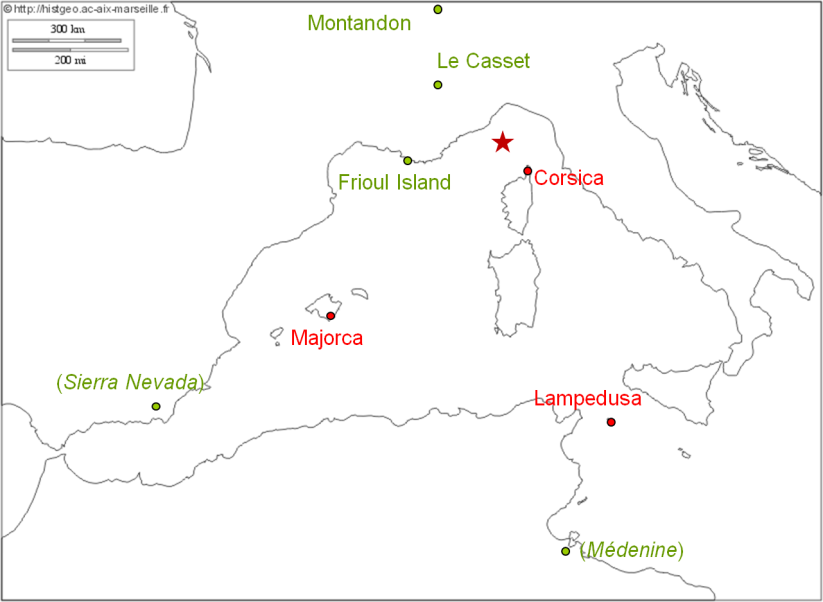 © http://histgeo.ac-aix-marseille.fr
300 km
200 mi
Montandon
Le Casset
Frioul Island
Corsica
Majorca
(Sierra Nevada)
Lampedusa
(Médenine)